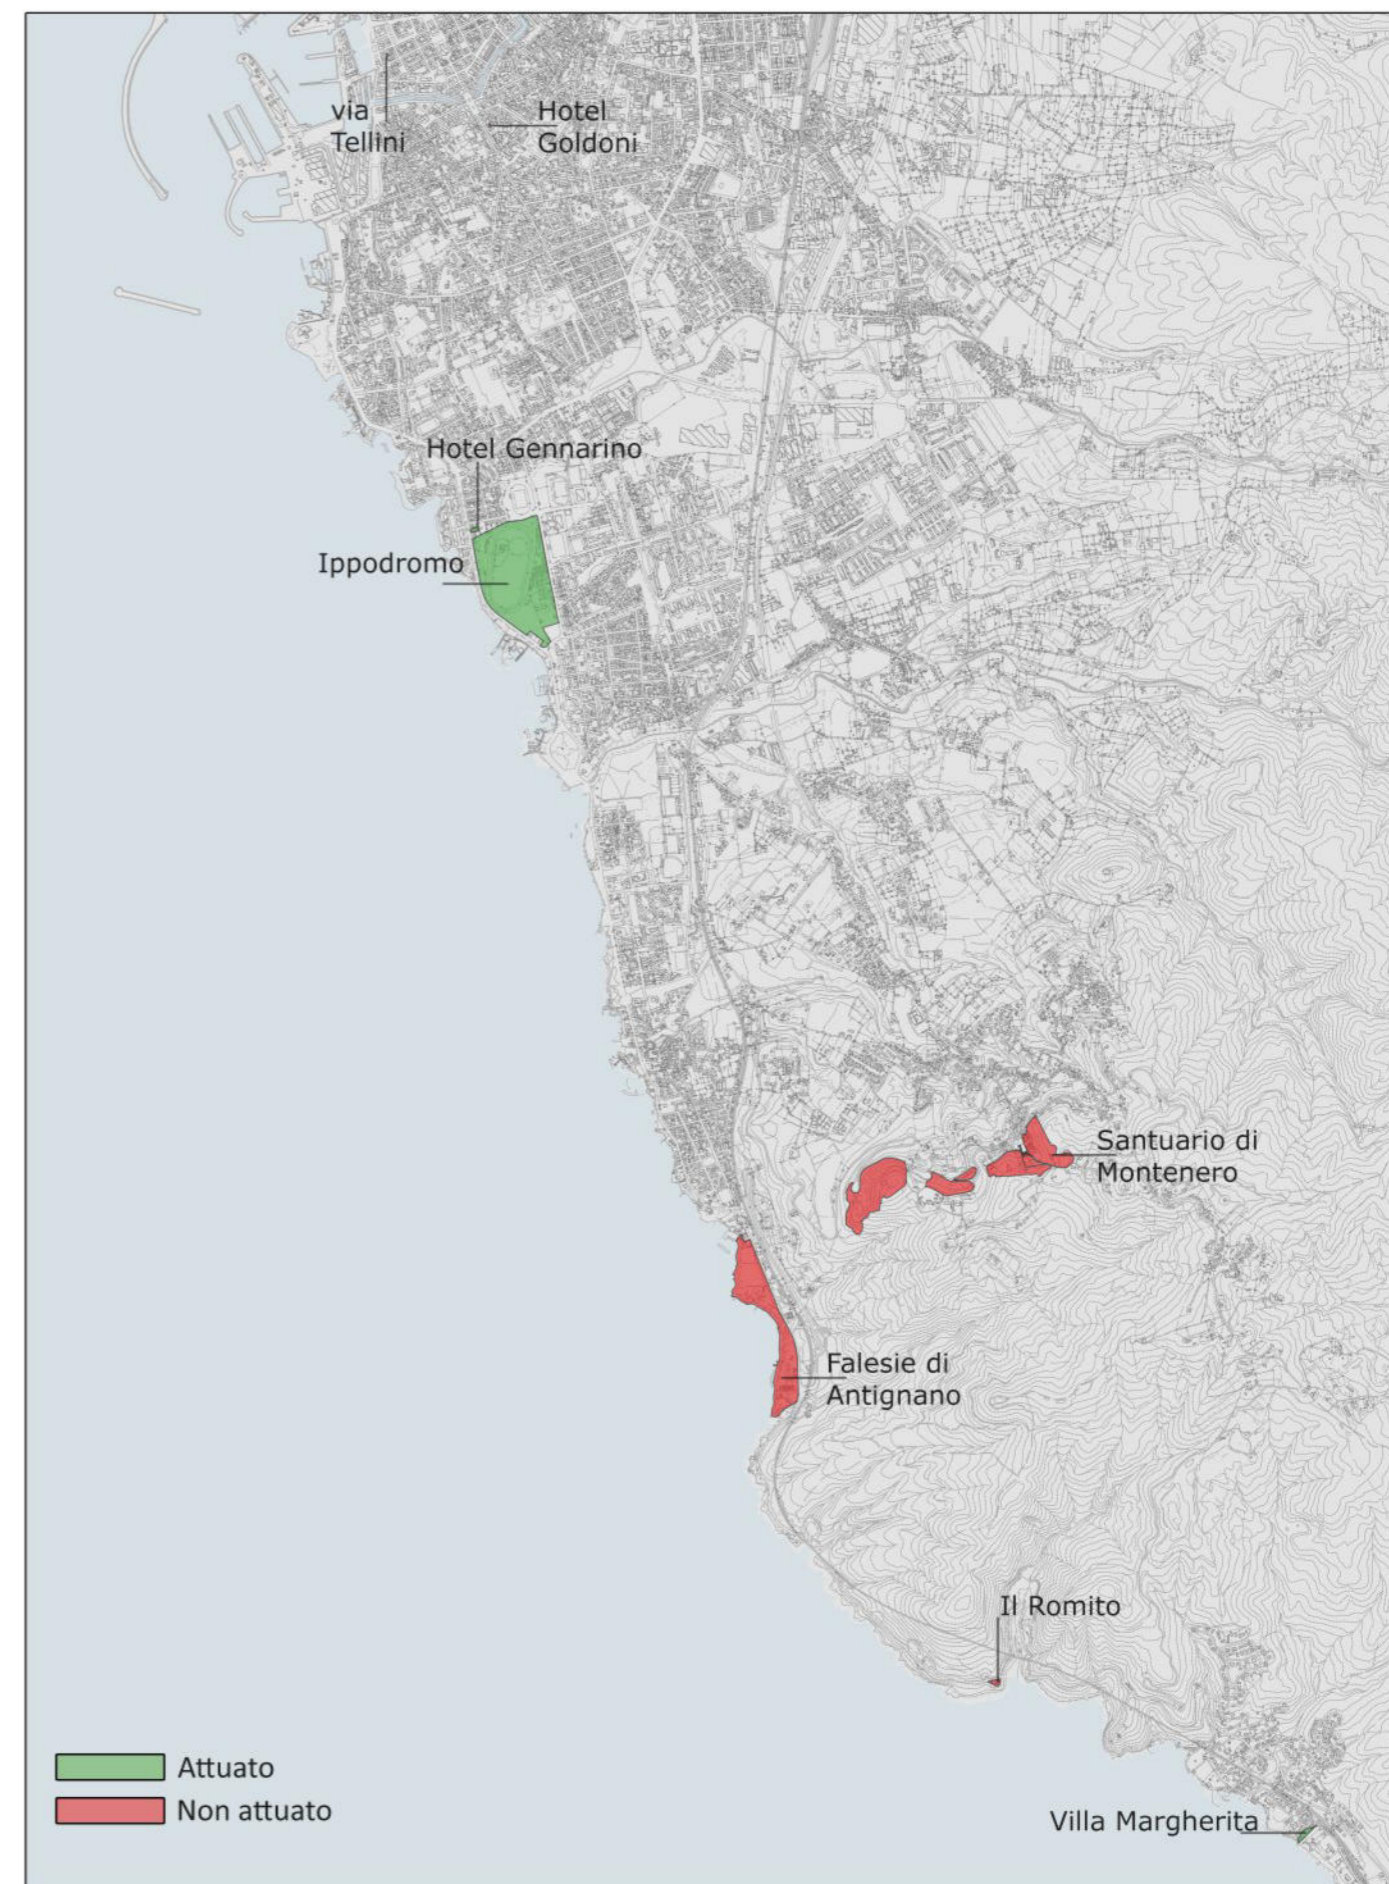 via
Tellini
Hotel
Goldoni
Hotel Gennarino
Ippodromo
Santuario di
Montenero
Falesie di
Antignano
Il Romito
Attuato
Non attuato
Villa Margherita